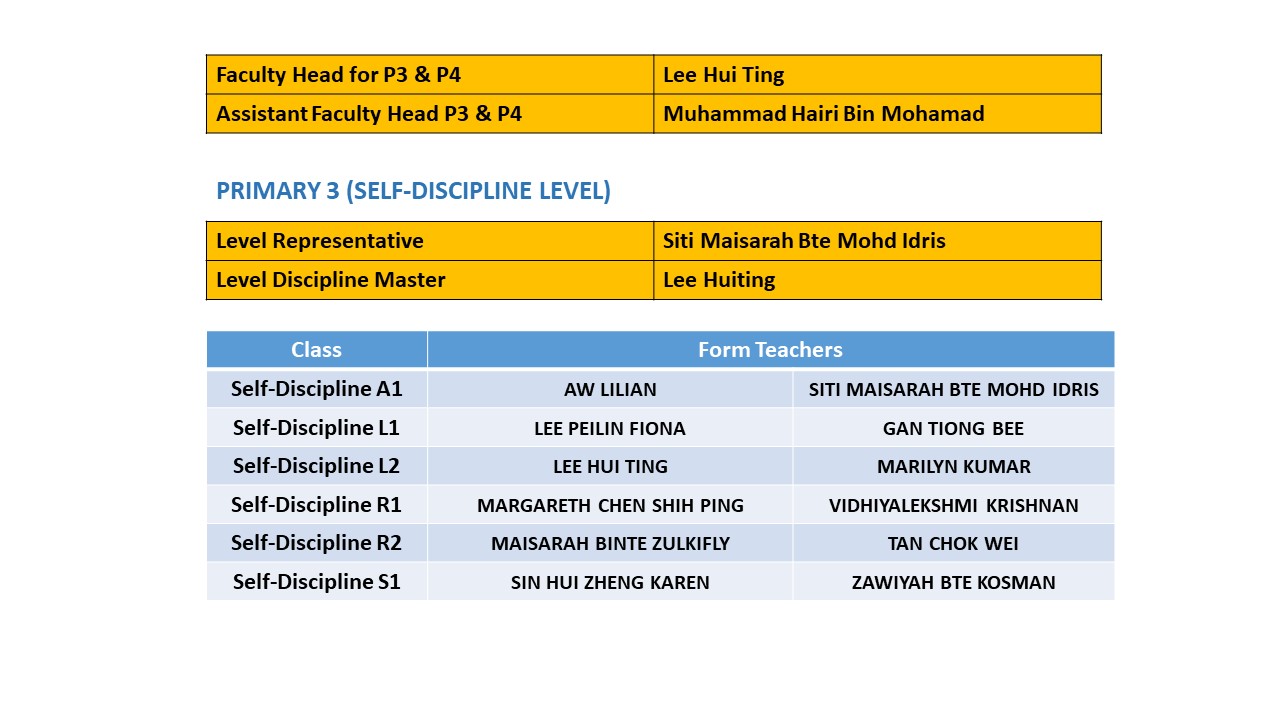 Faculty Head for P3 & P4 Lee Hui Ting
Assistant Faculty Head P3 & P4 Muhammad Hairi Bin Mohamad
PRIMARY 3 (SELF-DISCIPLINE LEVEL)
Level Representative Siti Maisarah Bte Mohd Idris
Level Discipline Master Lee Huiting
Class Form Teachers
Self-Discipline A1 AW LILIAN SITI MAISARAH BTE MOHD IDRIS
Self-Discipline L1 LEE PEILIN FIONA GAN TIONG BEE
Self-Discipline L2 LEE HUI TING MARILYN KUMAR
Self-Discipline R1 MARGARETH CHEN SHIH PING VIDHIYALEKSHMI KRISHNAN
Self-Discipline R2 MAISARAH BINTE ZULKIFLY TAN CHOK WEI
Self-Discipline S1 SIN HUI ZHENG KAREN ZAWIYAH BTE KOSMAN